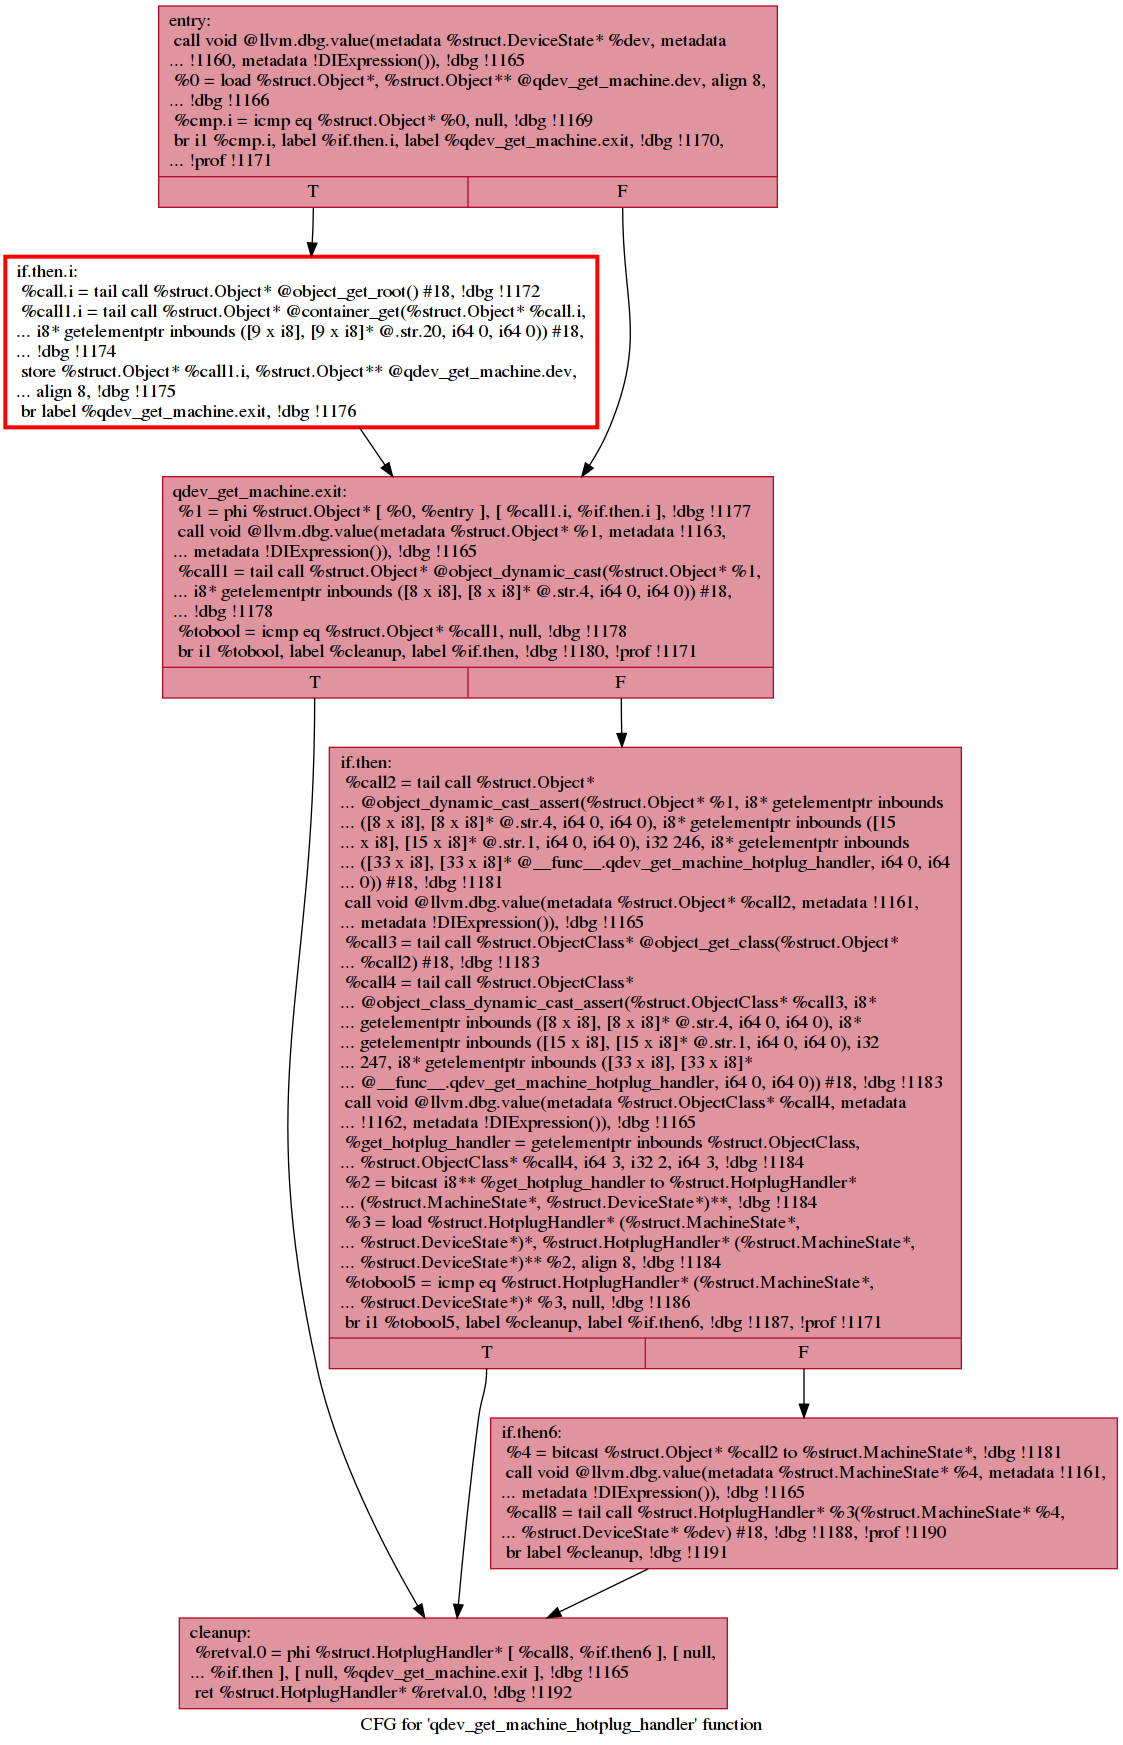 entry:
call void @llvm.dbg.value(metadata %struct.DeviceState* %dev, metadata
... !1160, metadata !DIExpression()), !dbg !1165
%0 = load %struct.Object*, %struct.Object** @qdev_get_machine.dev, align 8,
... !dbg !1166
%cmp.i = icmp eq %struct.Object* %0, null, !dbg !1169
br i1 %cmp.i, label %if.then.i, label %qdev_get_machine.exit, !dbg !1170,
... !prof !1171
T
F
if.then.i:
%call.i = tail call %struct.Object* @object_get_root() #18, !dbg !1172
%call1.i = tail call %struct.Object* @container_get(%struct.Object* %call.i,
... i8* getelementptr inbounds ([9 x i8], [9 x i8]* @.str.20, i64 0, i64 0)) #18,
... !dbg !1174
store %struct.Object* %call1.i, %struct.Object** @qdev_get_machine.dev,
... align 8, !dbg !1175
br label %qdev_get_machine.exit, !dbg !1176
qdev_get_machine.exit:
%1 = phi %struct.Object* [ %0, %entry ], [ %call1.i, %if.then.i ], !dbg !1177
call void @llvm.dbg.value(metadata %struct.Object* %1, metadata !1163,
... metadata !DIExpression()), !dbg !1165
%call1 = tail call %struct.Object* @object_dynamic_cast(%struct.Object* %1,
... i8* getelementptr inbounds ([8 x i8], [8 x i8]* @.str.4, i64 0, i64 0)) #18,
... !dbg !1178
%tobool = icmp eq %struct.Object* %call1, null, !dbg !1178
br i1 %tobool, label %cleanup, label %if.then, !dbg !1180, !prof !1171
T
F
if.then:
%call2 = tail call %struct.Object*
... @object_dynamic_cast_assert(%struct.Object* %1, i8* getelementptr inbounds
... ([8 x i8], [8 x i8]* @.str.4, i64 0, i64 0), i8* getelementptr inbounds ([15
... x i8], [15 x i8]* @.str.1, i64 0, i64 0), i32 246, i8* getelementptr inbounds
... ([33 x i8], [33 x i8]* @__func__.qdev_get_machine_hotplug_handler, i64 0, i64
... 0)) #18, !dbg !1181
call void @llvm.dbg.value(metadata %struct.Object* %call2, metadata !1161,
... metadata !DIExpression()), !dbg !1165
%call3 = tail call %struct.ObjectClass* @object_get_class(%struct.Object*
... %call2) #18, !dbg !1183
%call4 = tail call %struct.ObjectClass*
... @object_class_dynamic_cast_assert(%struct.ObjectClass* %call3, i8*
... getelementptr inbounds ([8 x i8], [8 x i8]* @.str.4, i64 0, i64 0), i8*
... getelementptr inbounds ([15 x i8], [15 x i8]* @.str.1, i64 0, i64 0), i32
... 247, i8* getelementptr inbounds ([33 x i8], [33 x i8]*
... @__func__.qdev_get_machine_hotplug_handler, i64 0, i64 0)) #18, !dbg !1183
call void @llvm.dbg.value(metadata %struct.ObjectClass* %call4, metadata
... !1162, metadata !DIExpression()), !dbg !1165
%get_hotplug_handler = getelementptr inbounds %struct.ObjectClass,
... %struct.ObjectClass* %call4, i64 3, i32 2, i64 3, !dbg !1184
%2 = bitcast i8** %get_hotplug_handler to %struct.HotplugHandler*
... (%struct.MachineState*, %struct.DeviceState*)**, !dbg !1184
%3 = load %struct.HotplugHandler* (%struct.MachineState*,
... %struct.DeviceState*)*, %struct.HotplugHandler* (%struct.MachineState*,
... %struct.DeviceState*)** %2, align 8, !dbg !1184
%tobool5 = icmp eq %struct.HotplugHandler* (%struct.MachineState*,
... %struct.DeviceState*)* %3, null, !dbg !1186
br i1 %tobool5, label %cleanup, label %if.then6, !dbg !1187, !prof !1171
T
F
if.then6:
%4 = bitcast %struct.Object* %call2 to %struct.MachineState*, !dbg !1181
call void @llvm.dbg.value(metadata %struct.MachineState* %4, metadata !1161,
... metadata !DIExpression()), !dbg !1165
%call8 = tail call %struct.HotplugHandler* %3(%struct.MachineState* %4,
... %struct.DeviceState* %dev) #18, !dbg !1188, !prof !1190
br label %cleanup, !dbg !1191
cleanup:
%retval.0 = phi %struct.HotplugHandler* [ %call8, %if.then6 ], [ null,
... %if.then ], [ null, %qdev_get_machine.exit ], !dbg !1165
ret %struct.HotplugHandler* %retval.0, !dbg !1192
CFG for 'qdev_get_machine_hotplug_handler' function